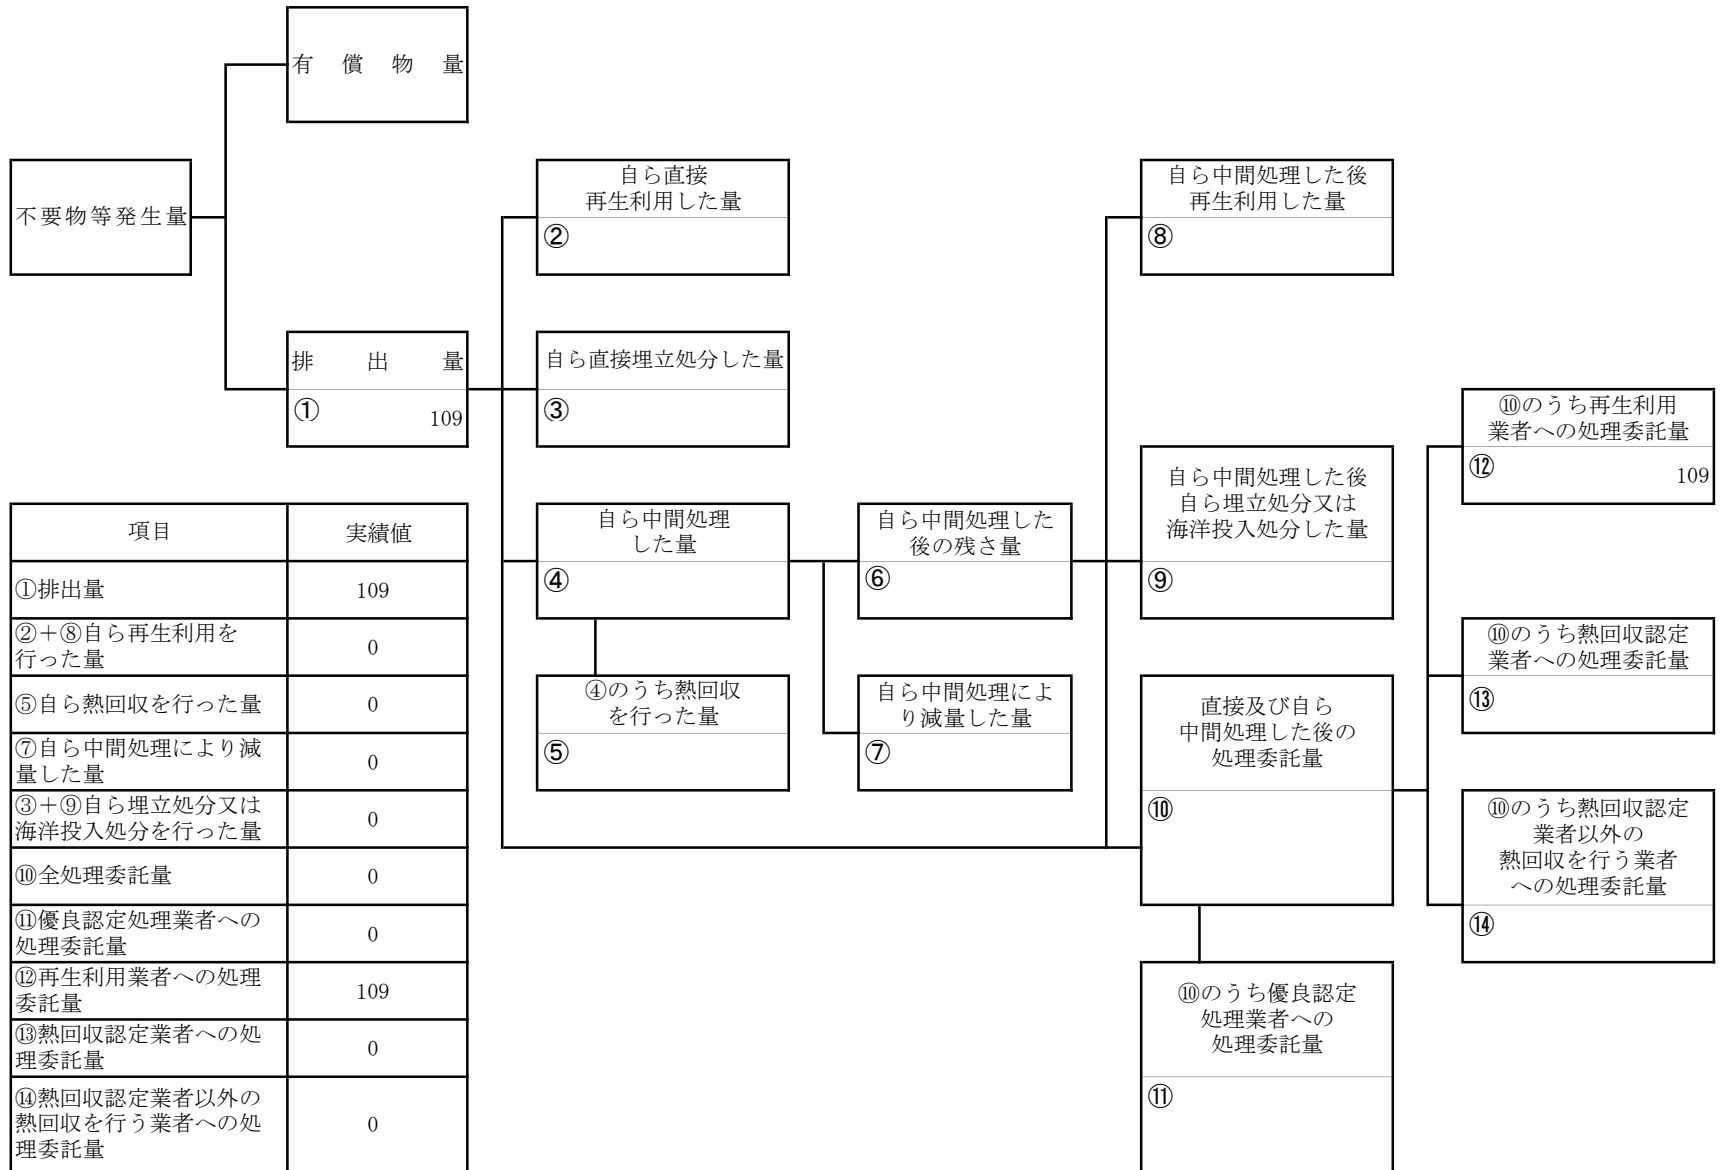 有償物量
不要物等発生量
自ら直接
再生利用した量
②
自ら中間処理した後
再生利用した量
⑧
排出量
①
109
自ら直接埋立処分した量
③
⑩のうち再生利用
業者への処理委託量
⑫
109
自ら中間処理
した量
④
自ら中間処理した
後の残さ量
⑥
自ら中間処理した後
自ら埋立処分又は
海洋投入処分した量
⑨
⑩のうち熱回収認定
業者への処理委託量
⑬
④のうち熱回収
を行った量
⑤
自ら中間処理によ
り減量した量
⑦
直接及び自ら
中間処理した後の
処理委託量
⑩
⑩のうち熱回収認定
業者以外の
熱回収を行う業者
への処理委託量
⑭
⑩のうち優良認定
処理業者への
処理委託量
⑪
項目 実績値
①排出量 109
②+⑧自ら再生利用を
行った量
0
⑤自ら熱回収を行った量 0
⑦自ら中間処理により減
量した量
0
③+⑨自ら埋立処分又は
海洋投入処分を行った量
0
⑩全処理委託量 0
⑪優良認定処理業者への
処理委託量
0
⑫再生利用業者への処理
委託量
109
⑬熱回収認定業者への処
理委託量
0
⑭熱回収認定業者以外の
熱回収を行う業者への処
理委託量
0